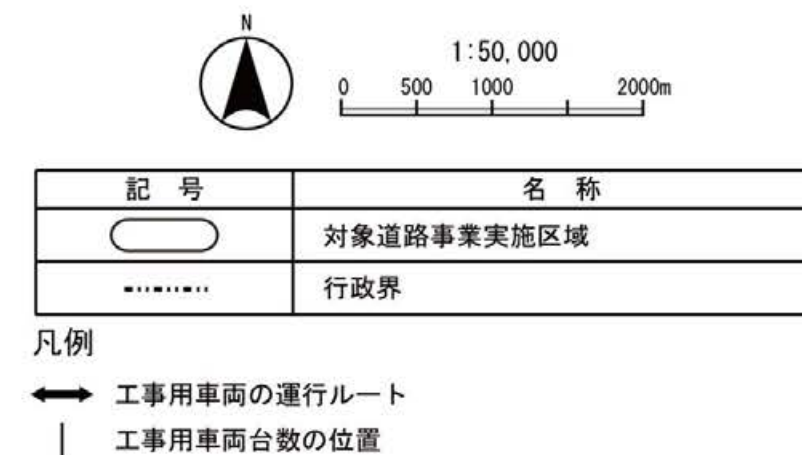 N
1:50,000
0 500 1000 2000m
記 号 名 称
対象道路事業実施区域
行政界
凡例
工事用車両の運行ルート
工事用車両台数の位置